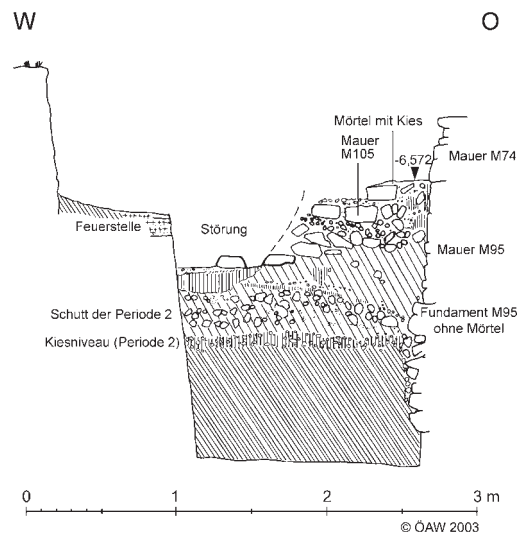 W O
Mörtel mit Kies
Mauer
M105
-6,572
Mauer M74
Feuerstelle
Störung
Mauer M95
Schutt der Periode 2
Fundament M95
ohne Mörtel
Kiesniveau (Periode 2)
0 1 2 3 m
© ÖAW 2003